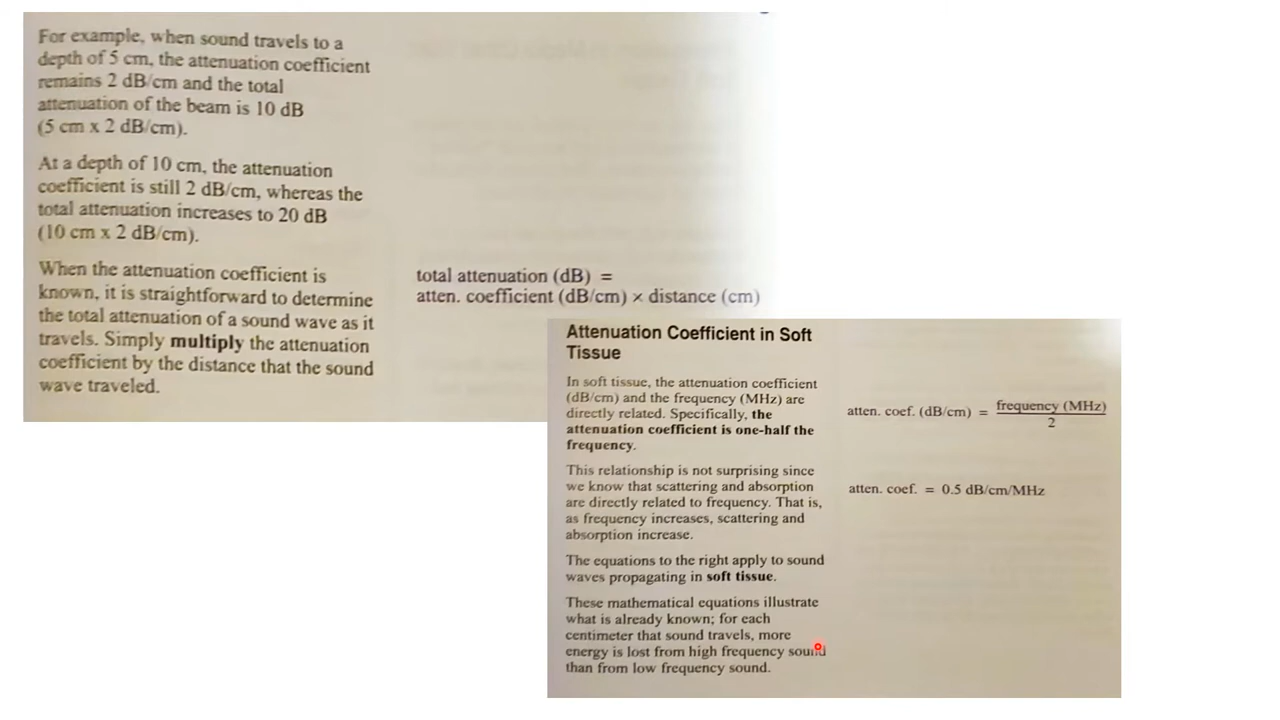 For example, when sound travels to a
depth of 5 cm, the attenuation coefficient
remains 2 dB/cm and the total
attenuation of the beam is 10 dB
(5 cm x 2 dB/cm).
At a depth of 10 cm, the attenuation
coefficient is still 2 dB/cm, whereas the
total attenuation increases to 20 dB
(10 cm x 2 dB/cm).
When the attenuation coefficient is
known, it is straightforward to determine
the total attenuation of a sound wave as it
travels. Simply multiply the attenuation
coefficient by the distance that the sound
wave traveled.
total attenuation (dB) =
atten. coefficient (dB/cm) × distance (cm)
Attenuation Coefficient in Soft
Tissue
In soft tissue, the attenuation coefficient
(dB/cm) and the frequency (MHz) are
directly related. Specifically, the
attenuation coefficient is one-half the
frequency.
This relationship is not surprising since
we know that scattering and absorption
are directly related to frequency. That is,
as frequency increases, scattering and
absorption increase.
The equations to the right apply to sound
waves propagating in soft tissue.
These mathematical equations illustrate
what is already known; for each
centimeter that sound travels, more
energy is lost from high frequency sound
than from low frequency sound.
atten. coef. (dB/cm) = frequency (MHz)
2
atten. coef. = 0.5 dB/cm/MHz